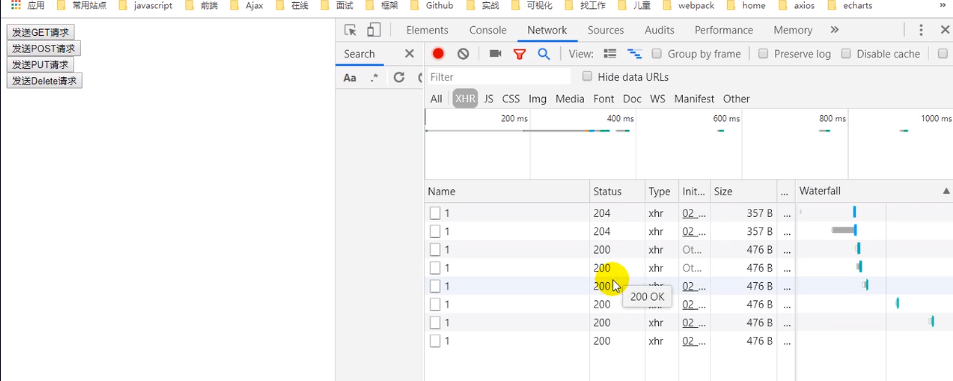 应用 常用站点 javascript 前端 Ajax 在线 面试 框架 Github 实战 可视化 找工作 儿童 webpack home axios echarts
发送GET请求
发送POST请求
发送PUT请求
发送Delete请求
Elements Console Network Sources Audits Performance Memory »
Search
View: Group by frame Preserve log Disable cache
Aa .*
Filter Hide data URLs
All XHR JS CSS Img Media Font Doc WS Manifest Other
200 ms 400 ms 600 ms 800 ms 1000 ms
Name Status Type Init... Size ... Waterfall
1 204 xhr 02_... 357 B ...
1 204 xhr 02_... 357 B ...
1 200 xhr Ot... 476 B ...
1 200 xhr Ot... 476 B ...
1 200 xhr 02_... 476 B ...
200 OK
1 200 xhr 02_... 476 B ...
1 200 xhr 02_... 476 B ...
1 200 xhr 02_... 476 B ...